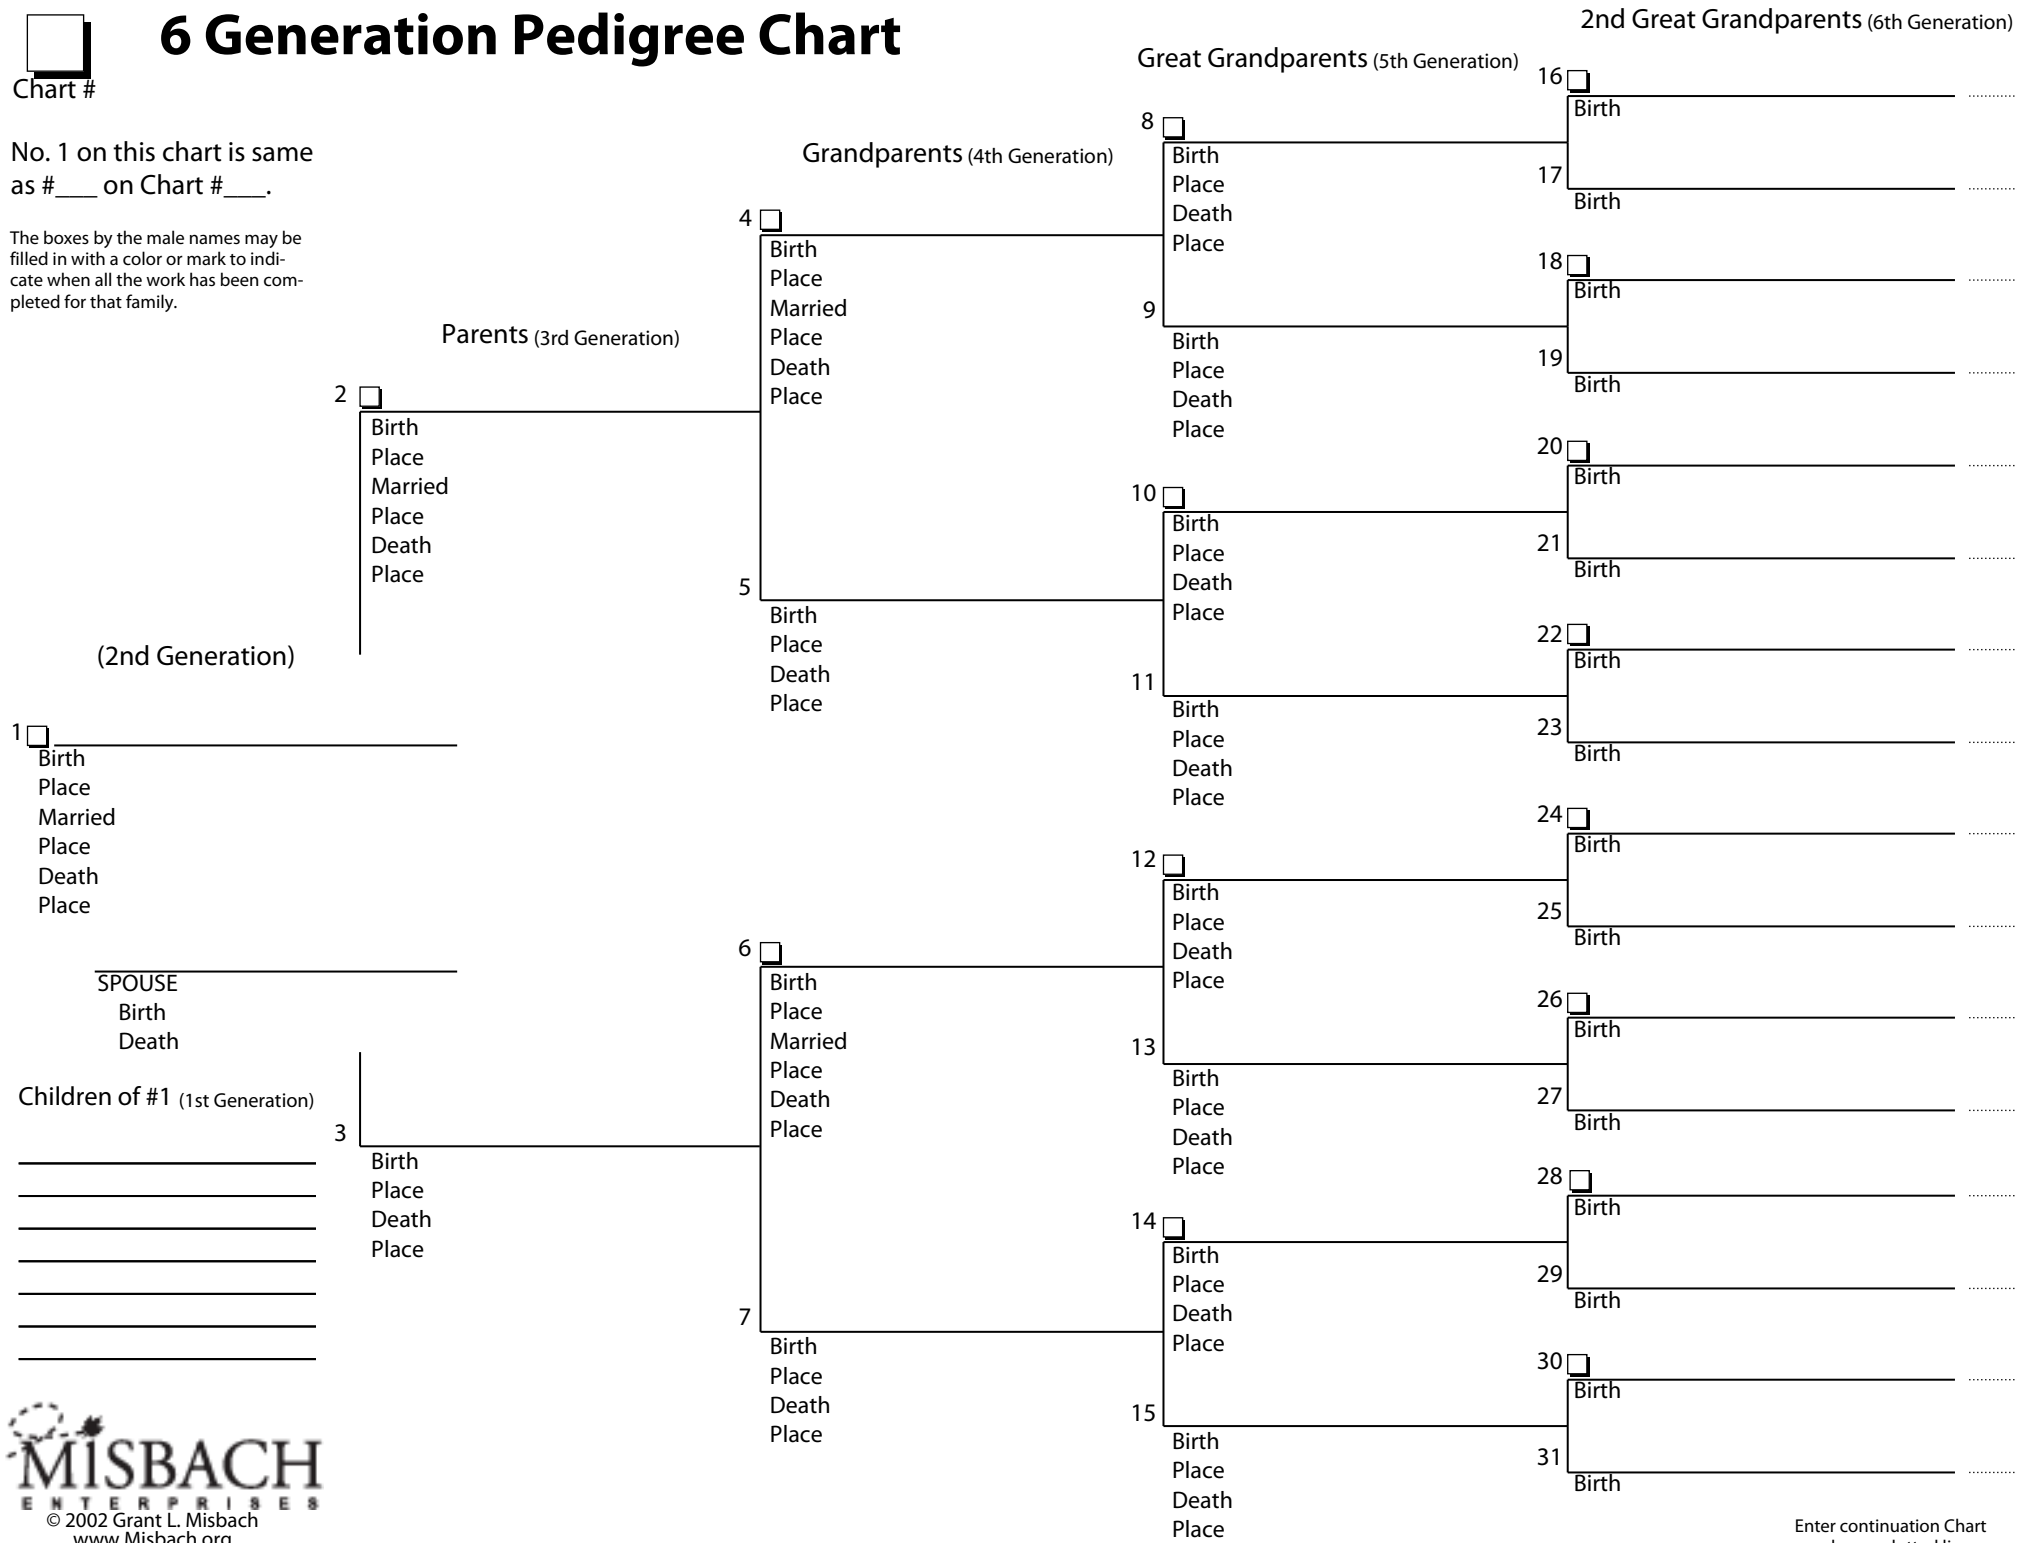 6 Generation Pedigree Chart
Chart #
No. 1 on this chart is same
as #___ on Chart #___.
The boxes by the male names may be
filled in with a color or mark to indi-
cate when all the work has been com-
pleted for that family.
(2nd Generation)
1
Birth
Place
Married
Place
Death
Place
SPOUSE
Birth
Death
Children of #1 (1st Generation)
MISBACH
ENTERPRISES
© 2002 Grant L. Misbach
www.Misbach.org
Parents (3rd Generation)
2
Birth
Place
Married
Place
Death
Place
3
Birth
Place
Death
Place
Grandparents (4th Generation)
4
Birth
Place
Married
Place
Death
Place
5
Birth
Place
Death
Place
6
Birth
Place
Married
Place
Death
Place
7
Birth
Place
Death
Place
Great Grandparents (5th Generation)
8
Birth
Place
Death
Place
9
Birth
Place
Death
Place
10
Birth
Place
Death
Place
11
Birth
Place
Death
Place
12
Birth
Place
Death
Place
13
Birth
Place
Death
Place
14
Birth
Place
Death
Place
15
Birth
Place
Death
Place
2nd Great Grandparents (6th Generation)
16
Birth
17
Birth
18
Birth
19
Birth
20
Birth
21
Birth
22
Birth
23
Birth
24
Birth
25
Birth
26
Birth
27
Birth
28
Birth
29
Birth
30
Birth
31
Birth
Enter continuation Chart